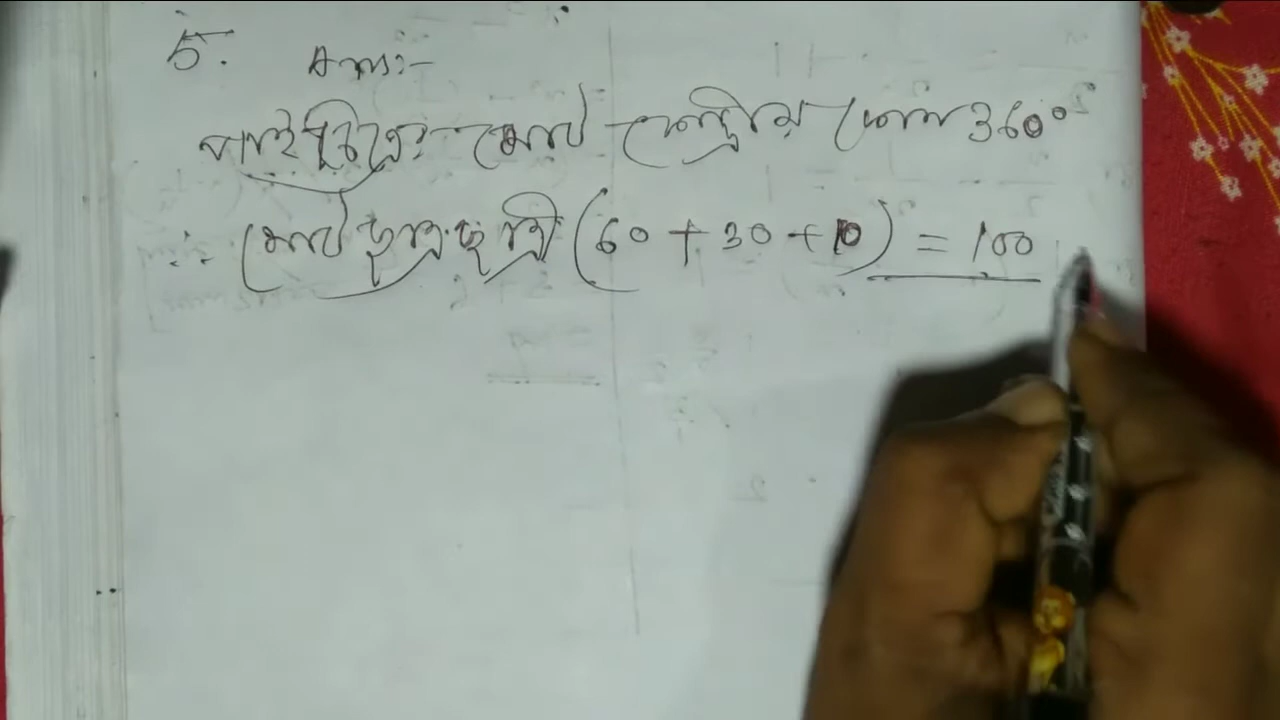 5. Ans:-
পাইচিত্রের মোট কেন্দ্রীয় কোন 360°
∴ মোট ছাত্রছাত্রী (60 + 30 + 10) = 100